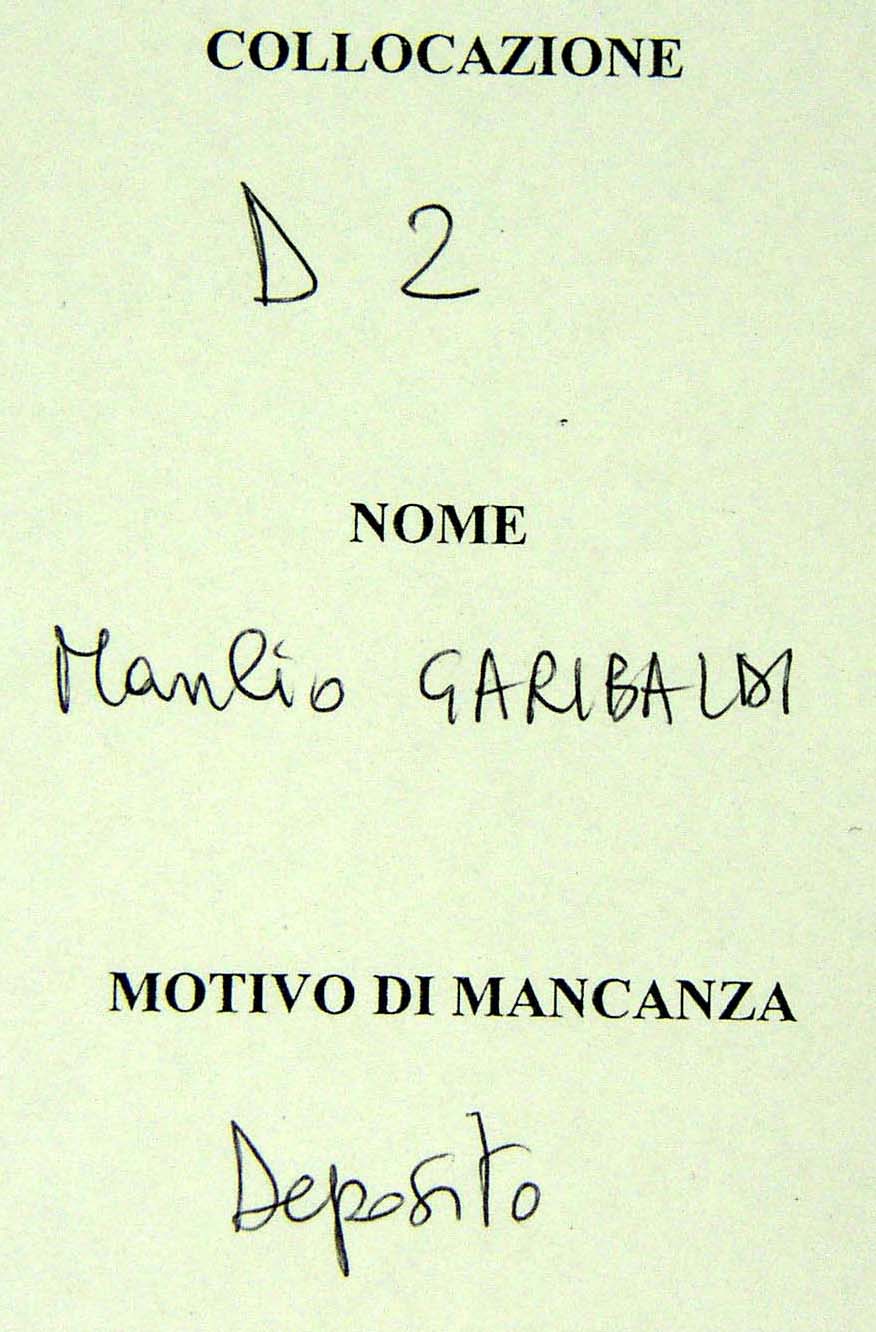 COLLOCAZIONE
D 2
NOME
Manlio GARIBALDI
MOTIVO DI MANCANZA
Deposito